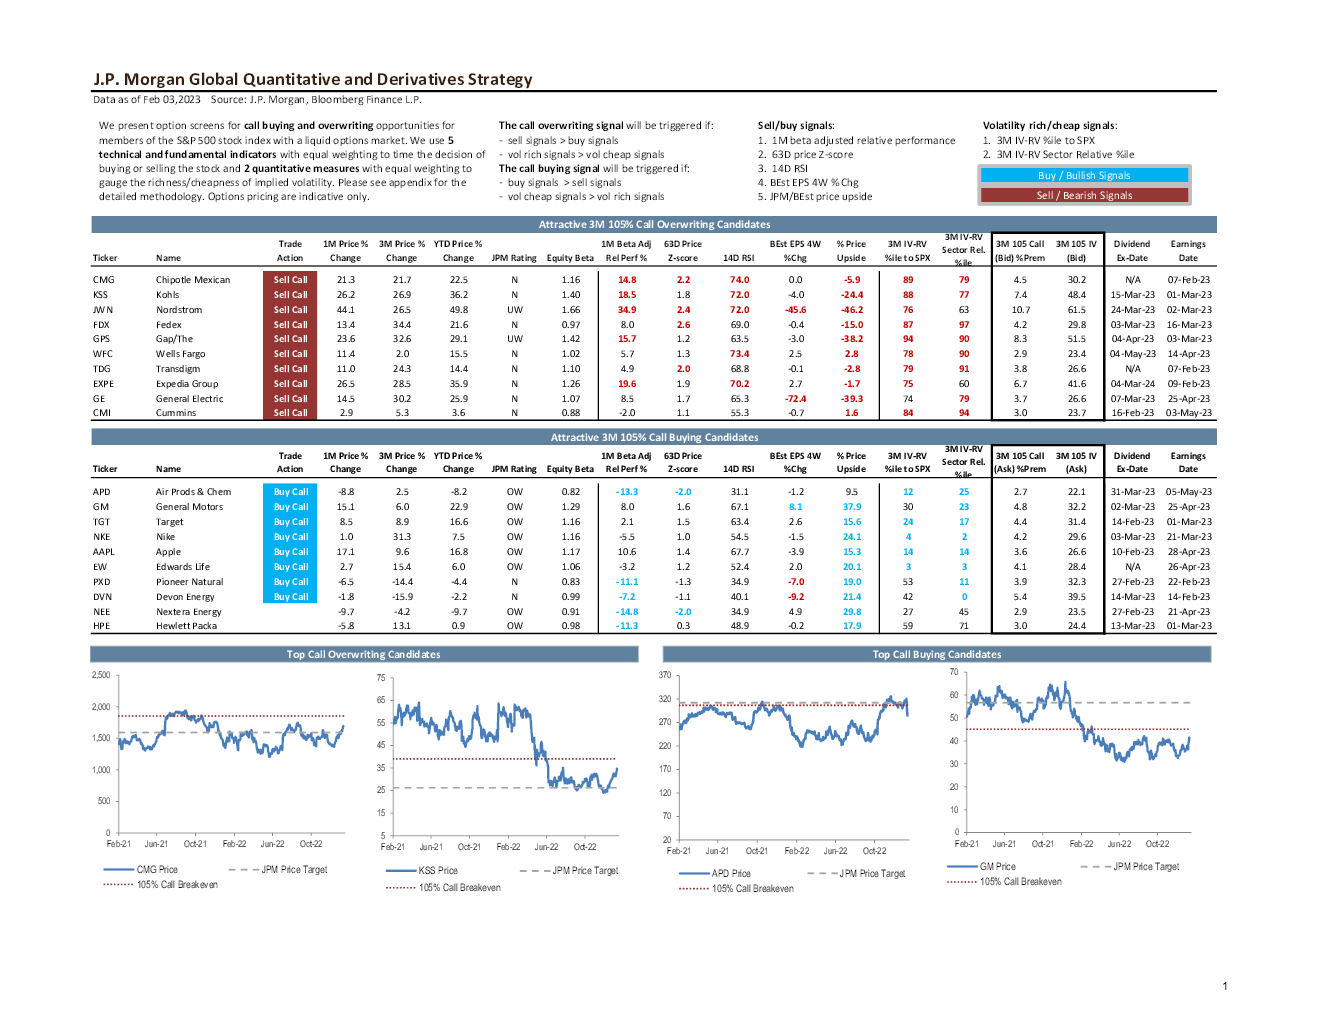 J.P. Morgan Global Quantitative and Derivatives Strategy
Data as of Feb 03,2023 Source: J.P. Morgan, Bloomberg Finance L.P.
We present option screens for call buying and overwriting opportunities for
members of the S&P 500 stock index with a liquid options market. We use 5
technical and fundamental indicators with equal weighting to time the decision of
buying or selling the stock and 2 quantitative measures with equal weighting to
gauge the richness/cheapness of implied volatility. Please see appendix for the
detailed methodology. Options pricing are indicative only.
The call overwriting signal will be triggered if:
- sell signals > buy signals
- vol rich signals > vol cheap signals
The call buying signal will be triggered if:
- buy signals > sell signals
- vol cheap signals > vol rich signals
Sell/buy signals:
1. 1M beta adjusted relative performance
2. 63D price Z-score
3. 14D RSI
4. BEst EPS 4W % Chg
5. JPM/BEst price upside
Volatility rich/cheap signals:
1. 3M IV-RV %ile to SPX
2. 3M IV-RV Sector Relative %ile
Buy / Bullish Signals
Sell / Bearish Signals
Attractive 3M 105% Call Overwriting Candidates
Ticker Name Trade Action 1M Price % Change 3M Price % Change YTD Price % Change JPM Rating Equity Beta 1M Beta Adj Rel Perf % 63D Price Z-score 14D RSI BEst EPS 4W %Chg % Price Upside 3M IV-RV %ile to SPX 3M IV-RV Sector Rel. %ile 3M 105 Call (Bid) %Prem 3M 105 IV (Bid) Dividend Ex-Date Earnings Date
CMG Chipotle Mexican Sell Call 21.3 21.7 22.5 N 1.16 14.8 2.2 74.0 0.0 -5.9 89 79 4.5 30.2 N/A 07-Feb-23
KSS Kohls Sell Call 26.2 26.9 36.2 N 1.40 18.5 1.8 72.0 -4.0 -24.4 88 77 7.4 48.4 15-Mar-23 01-Mar-23
JWN Nordstrom Sell Call 44.1 26.5 49.8 UW 1.66 34.9 2.4 72.0 -45.6 -46.2 76 63 10.7 61.5 24-Mar-23 02-Mar-23
FDX Fedex Sell Call 13.4 34.4 21.6 N 0.97 8.0 2.6 69.0 -0.4 -15.0 87 97 4.2 29.8 03-Mar-23 16-Mar-23
GPS Gap/The Sell Call 23.6 32.6 29.1 UW 1.42 15.7 1.2 63.5 -3.0 -38.2 94 90 8.3 51.5 04-Apr-23 03-Mar-23
WFC Wells Fargo Sell Call 11.4 2.0 15.5 N 1.02 5.7 1.3 73.4 2.5 2.8 78 90 2.9 23.4 04-May-23 14-Apr-23
TDG Transdigm Sell Call 11.0 24.3 14.4 N 1.10 4.9 2.0 68.8 -0.1 -2.8 79 91 3.8 26.6 N/A 07-Feb-23
EXPE Expedia Group Sell Call 26.5 28.5 35.9 N 1.26 19.6 1.9 70.2 2.7 -1.7 75 60 6.7 41.6 04-Mar-24 09-Feb-23
GE General Electric Sell Call 14.5 30.2 25.9 N 1.07 8.5 1.7 65.3 -72.4 -39.3 74 79 3.7 26.6 07-Mar-23 25-Apr-23
CMI Cummins Sell Call 2.9 5.3 3.6 N 0.88 -2.0 1.1 55.3 -0.7 1.6 84 94 3.0 23.7 16-Feb-23 03-May-23
Attractive 3M 105% Call Buying Candidates
Ticker Name Trade Action 1M Price % Change 3M Price % Change YTD Price % Change JPM Rating Equity Beta 1M Beta Adj Rel Perf % 63D Price Z-score 14D RSI BEst EPS 4W %Chg % Price Upside 3M IV-RV %ile to SPX 3M IV-RV Sector Rel. %ile 3M 105 Call (Ask) %Prem 3M 105 IV (Ask) Dividend Ex-Date Earnings Date
APD Air Prods & Chem Buy Call -8.8 2.5 -8.2 OW 0.82 -13.3 -2.0 31.1 -1.2 9.5 12 25 2.7 22.1 31-Mar-23 05-May-23
GM General Motors Buy Call 15.1 6.0 22.9 OW 1.29 8.0 1.6 67.1 8.1 37.9 30 23 4.8 32.2 02-Mar-23 25-Apr-23
TGT Target Buy Call 8.5 8.9 16.6 OW 1.16 2.1 1.5 63.4 2.6 15.6 24 17 4.4 31.4 14-Feb-23 01-Mar-23
NKE Nike Buy Call 1.0 31.3 7.5 OW 1.16 -5.5 1.0 54.5 -1.5 24.1 4 2 4.2 29.6 03-Mar-23 21-Mar-23
AAPL Apple Buy Call 17.1 9.6 16.8 OW 1.17 10.6 1.4 67.7 -3.9 15.3 14 14 3.6 26.6 10-Feb-23 28-Apr-23
EW Edwards Life Buy Call 2.7 15.4 6.0 OW 1.06 -3.2 1.2 52.4 2.0 20.1 3 3 4.1 28.4 N/A 26-Apr-23
PXD Pioneer Natural Buy Call -6.5 -14.4 -4.4 N 0.83 -11.1 -1.3 34.9 -7.0 19.0 53 11 3.9 32.3 27-Feb-23 22-Feb-23
DVN Devon Energy Buy Call -1.8 -15.9 -2.2 N 0.99 -7.2 -1.1 40.1 -9.2 21.4 42 0 5.4 39.5 14-Mar-23 14-Feb-23
NEE Nextera Energy -9.7 -4.2 -9.7 OW 0.91 -14.8 -2.0 34.9 4.9 29.8 27 45 2.9 23.5 27-Feb-23 21-Apr-23
HPE Hewlett Packa -5.8 13.1 0.9 OW 0.98 -11.3 0.3 48.9 -0.2 17.9 59 71 3.0 24.4 13-Mar-23 01-Mar-23
Top Call Overwriting Candidates
2,500
2,000
1,500
1,000
500
0
Feb-21 Jun-21 Oct-21 Feb-22 Jun-22 Oct-22
CMG Price JPM Price Target
105% Call Breakeven
75
65
55
45
35
25
15
5
Feb-21 Jun-21 Oct-21 Feb-22 Jun-22 Oct-22
KSS Price JPM Price Target
105% Call Breakeven
Top Call Buying Candidates
370
320
270
220
170
120
70
20
Feb-21 Jun-21 Oct-21 Feb-22 Jun-22 Oct-22
APD Price JPM Price Target
105% Call Breakeven
70
60
50
40
30
20
10
0
Feb-21 Jun-21 Oct-21 Feb-22 Jun-22 Oct-22
GM Price JPM Price Target
105% Call Breakeven
1